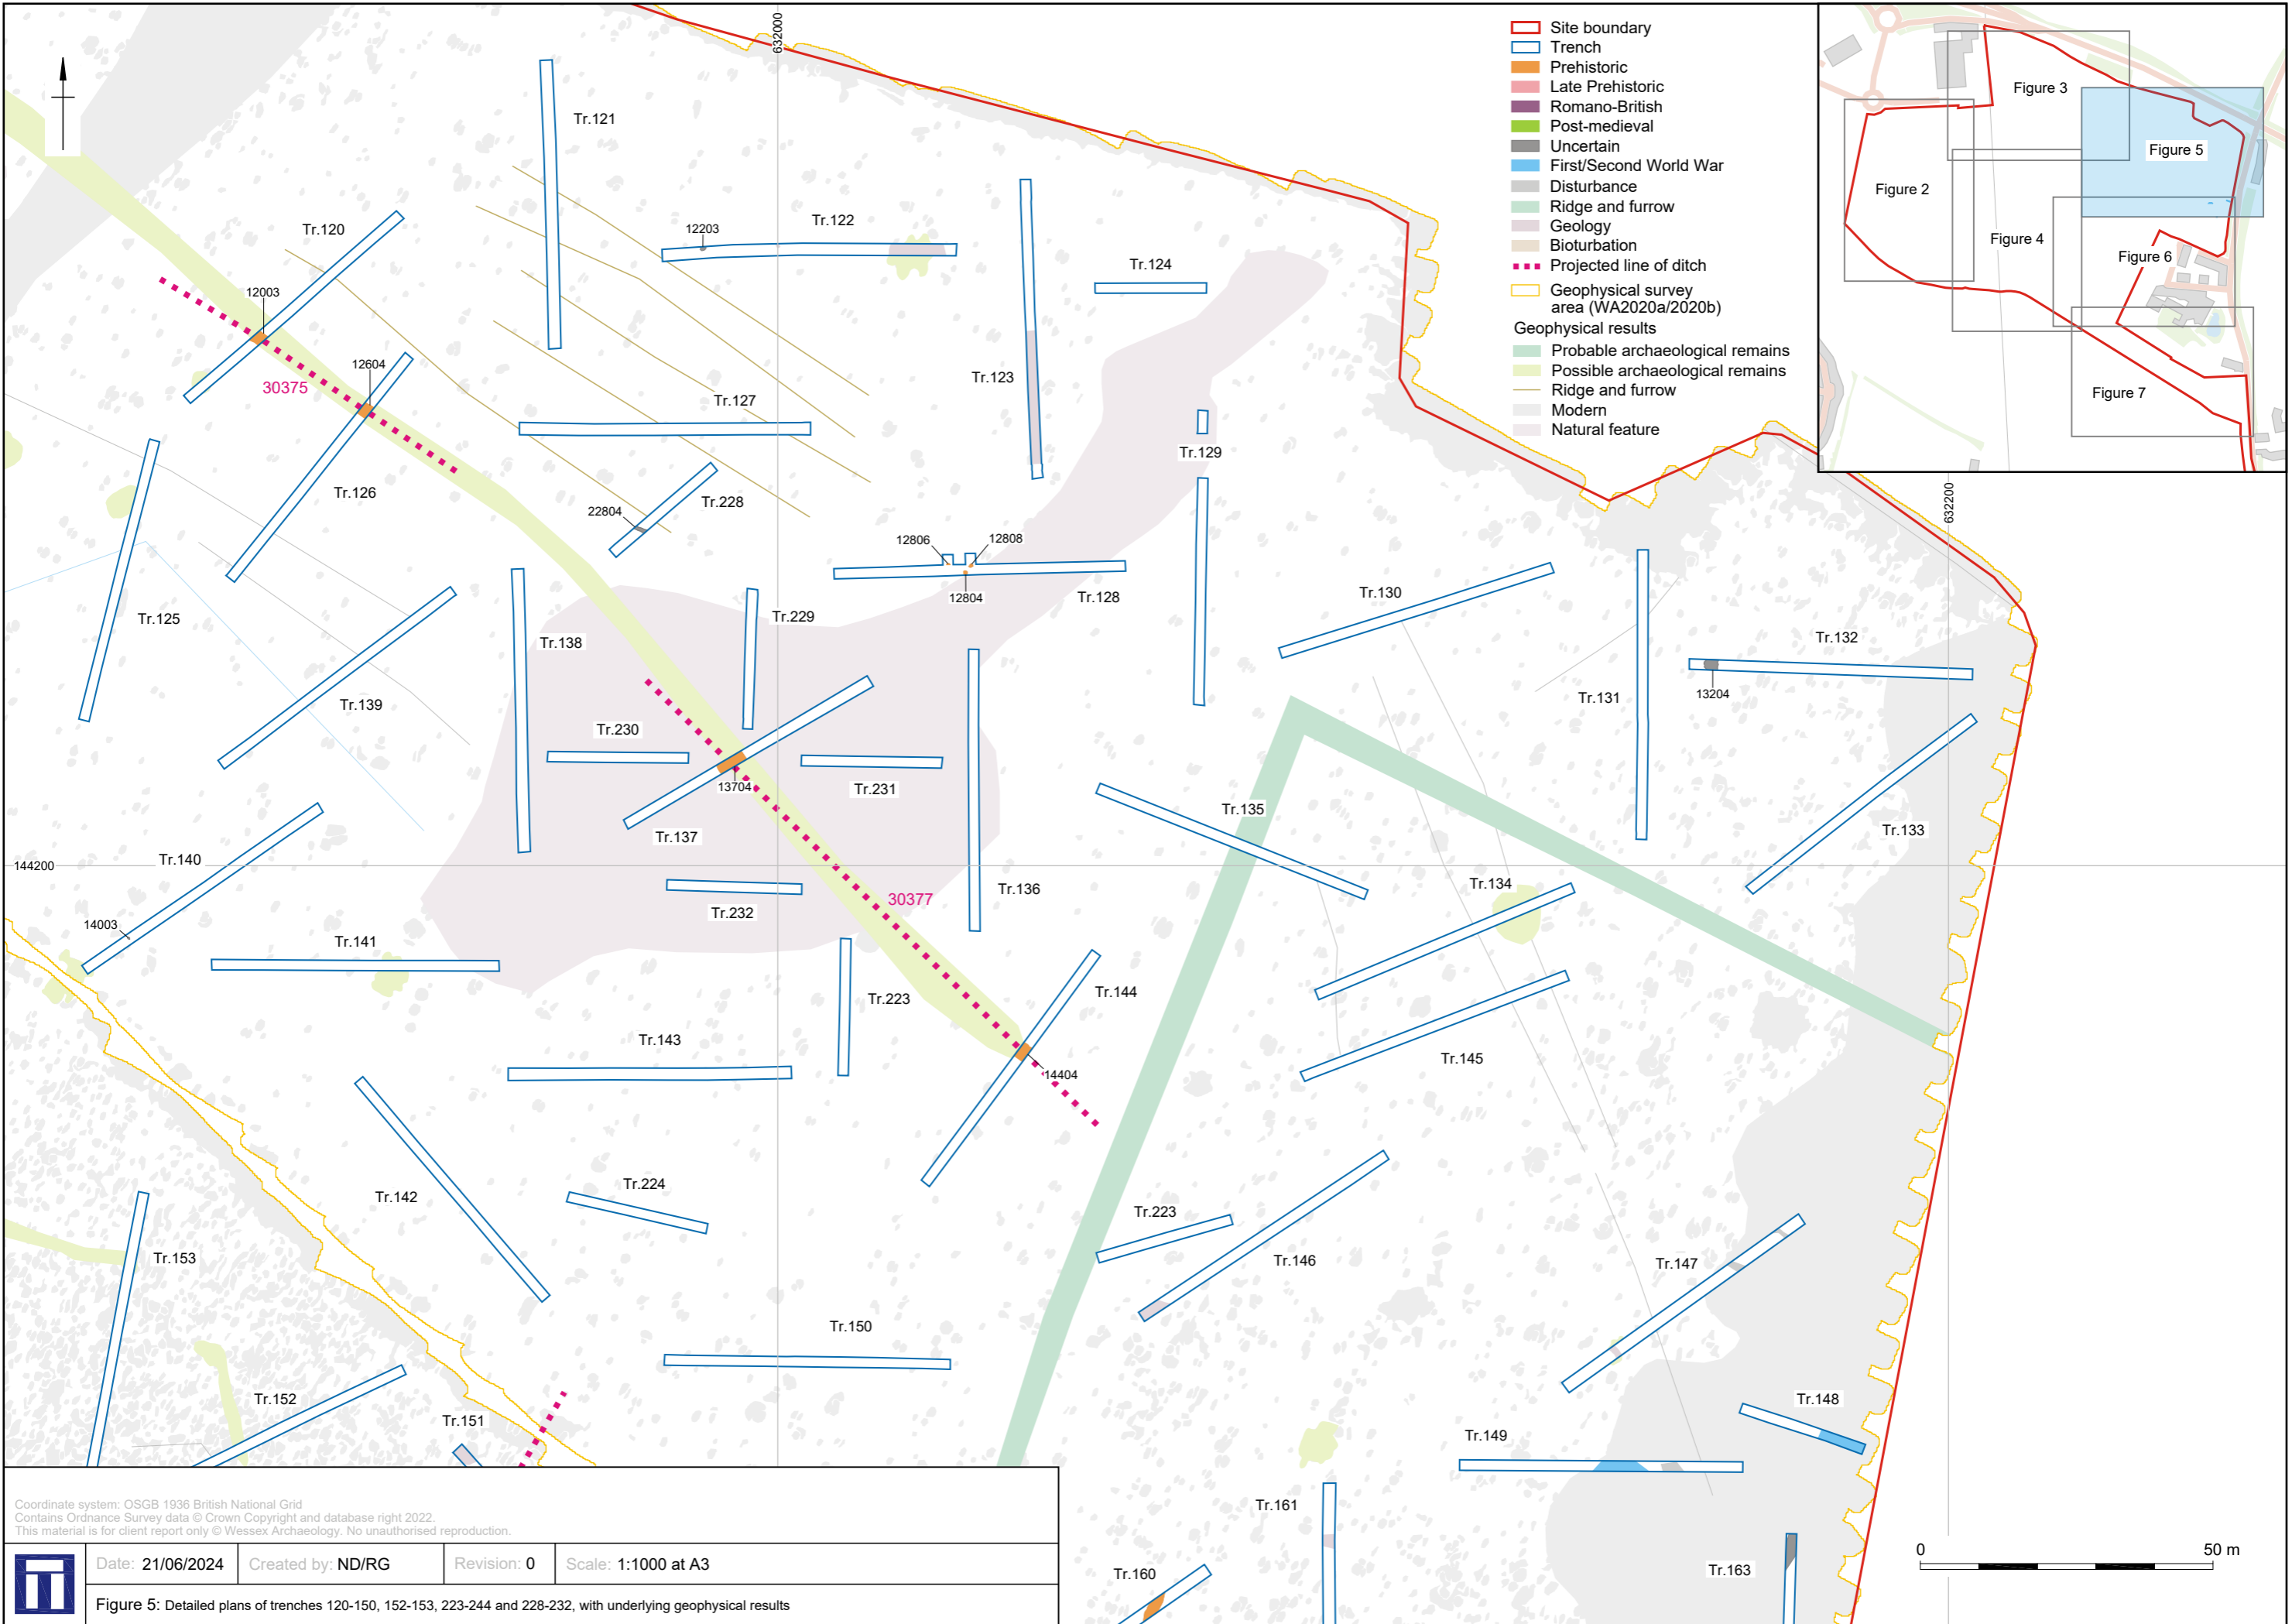 632000
Tr.121
Tr.120
12203
Tr.122
Tr.124
12003
12604
30375
Tr.123
Tr.127
Tr.129
Tr.126
Tr.228
22804
12806
12808
12804
Tr.128
Tr.125
Tr.138
Tr.229
Tr.130
Tr.132
Tr.131
13204
Tr.139
Tr.230
13704
Tr.231
Tr.137
Tr.135
Tr.133
632200
144200
Tr.140
Tr.134
Tr.136
30377
Tr.232
14003
Tr.141
Tr.223
Tr.144
Tr.143
14404
Tr.145
Tr.142
Tr.224
Tr.223
Tr.146
Tr.147
Tr.153
Tr.150
Tr.152
Tr.151
Tr.148
Tr.149
Tr.161
Tr.160
Tr.163
Site boundary
Trench
Prehistoric
Late Prehistoric
Romano-British
Post-medieval
Uncertain
First/Second World War
Disturbance
Ridge and furrow
Geology
Bioturbation
Projected line of ditch
Geophysical survey
area (WA2020a/2020b)
Geophysical results
Probable archaeological remains
Possible archaeological remains
Ridge and furrow
Modern
Natural feature
Figure 3
Figure 5
Figure 2
Figure 4
Figure 6
Figure 7
0 50 m
Coordinate system: OSGB 1936 British National Grid
Contains Ordnance Survey data © Crown Copyright and database right 2022.
This material is for client report only © Wessex Archaeology. No unauthorised reproduction.
Date: 21/06/2024 Created by: ND/RG Revision: 0 Scale: 1:1000 at A3
Figure 5: Detailed plans of trenches 120-150, 152-153, 223-244 and 228-232, with underlying geophysical results